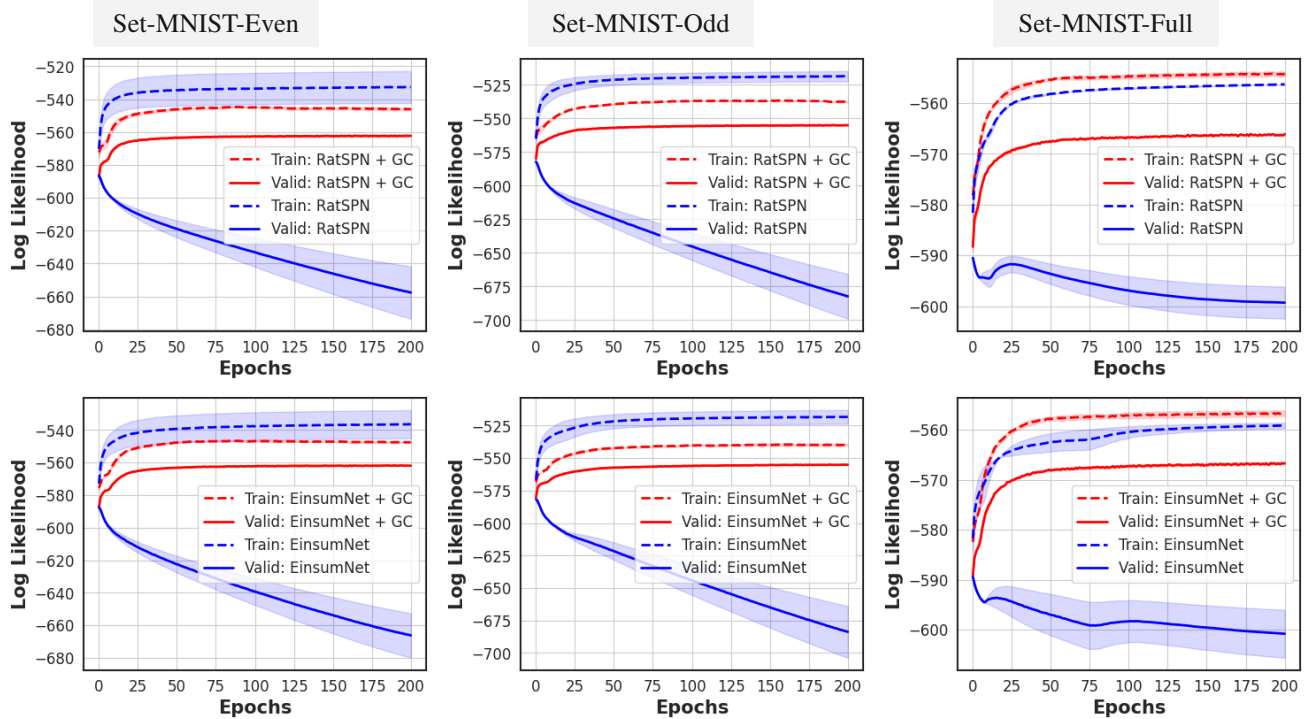 Set-MNIST-Even
Set-MNIST-Odd
Set-MNIST-Full
Log Likelihood
−520
−540
−560
−580
−600
−620
−640
−660
−680
Train: RatSPN + GC
Valid: RatSPN + GC
Train: RatSPN
Valid: RatSPN
0 25 50 75 100 125 150 175 200
Epochs
Log Likelihood
−525
−550
−575
−600
−625
−650
−675
−700
Train: RatSPN + GC
Valid: RatSPN + GC
Train: RatSPN
Valid: RatSPN
0 25 50 75 100 125 150 175 200
Epochs
Log Likelihood
−560
−570
−580
−590
−600
Train: RatSPN + GC
Valid: RatSPN + GC
Train: RatSPN
Valid: RatSPN
0 25 50 75 100 125 150 175 200
Epochs
Log Likelihood
−540
−560
−580
−600
−620
−640
−660
−680
Train: EinsumNet + GC
Valid: EinsumNet + GC
Train: EinsumNet
Valid: EinsumNet
0 25 50 75 100 125 150 175 200
Epochs
Log Likelihood
−525
−550
−575
−600
−625
−650
−675
−700
Train: EinsumNet + GC
Valid: EinsumNet + GC
Train: EinsumNet
Valid: EinsumNet
0 25 50 75 100 125 150 175 200
Epochs
Log Likelihood
−560
−570
−580
−590
−600
Train: EinsumNet + GC
Valid: EinsumNet + GC
Train: EinsumNet
Valid: EinsumNet
0 25 50 75 100 125 150 175 200
Epochs